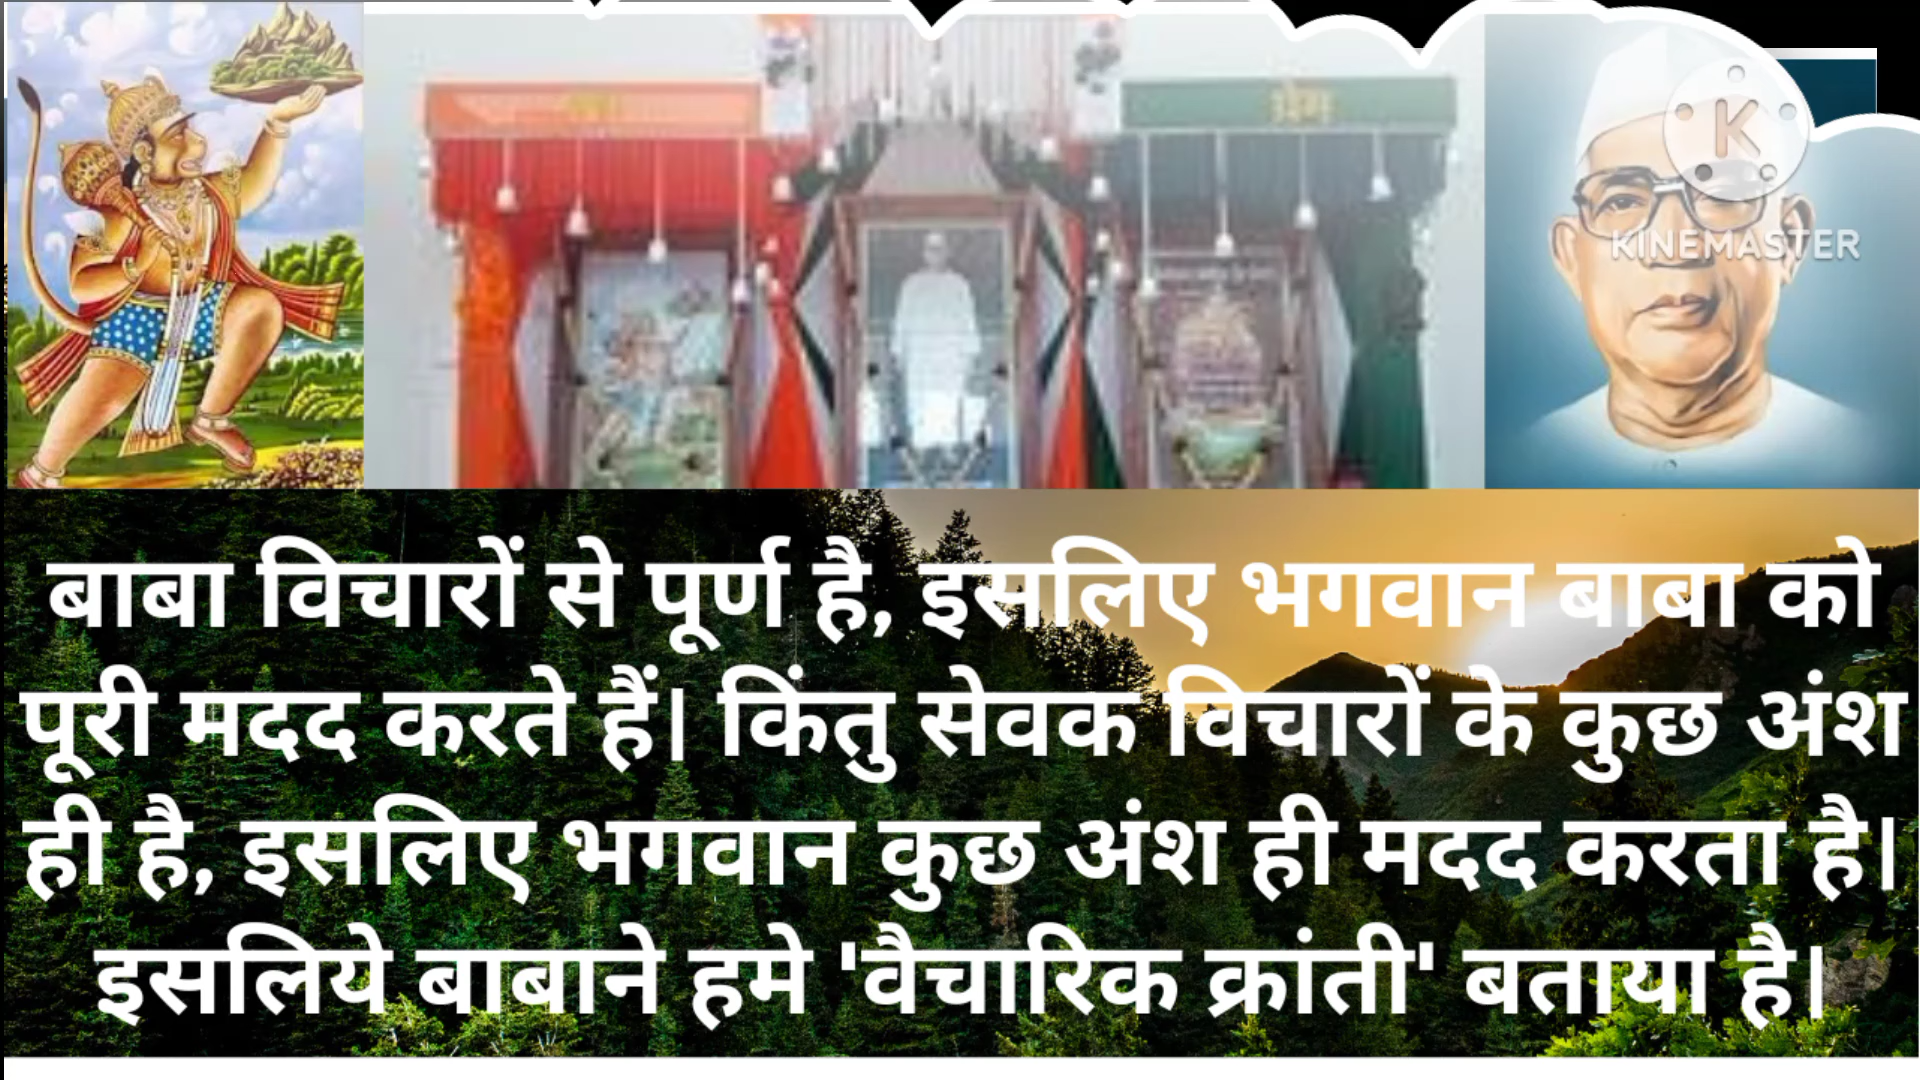 KINEMASTER
बाबा विचारों से पूर्ण है, इसलिए भगवान बाबा को
पूरी मदद करते हैं। किंतु सेवक विचारों के कुछ अंश
ही है, इसलिए भगवान कुछ अंश ही मदद करता है।
इसलिये बाबाने हमे 'वैचारिक क्रांती' बताया है।